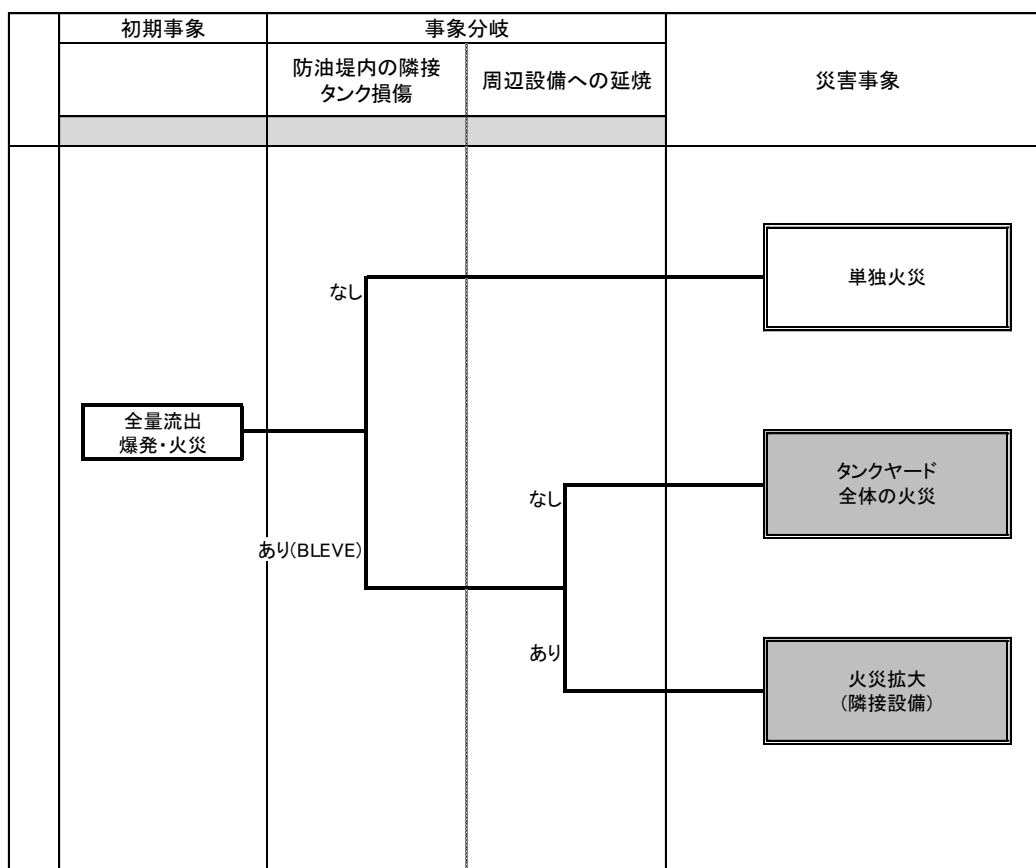 初期事象
事象分岐
災害事象
防油堤内の隣接
タンク損傷
周辺設備への延焼
なし
単独火災
全量流出
爆発・火災
タンクヤード
全体の火災
なし
あり(BLEVE)
あり
火災拡大
(隣接設備)